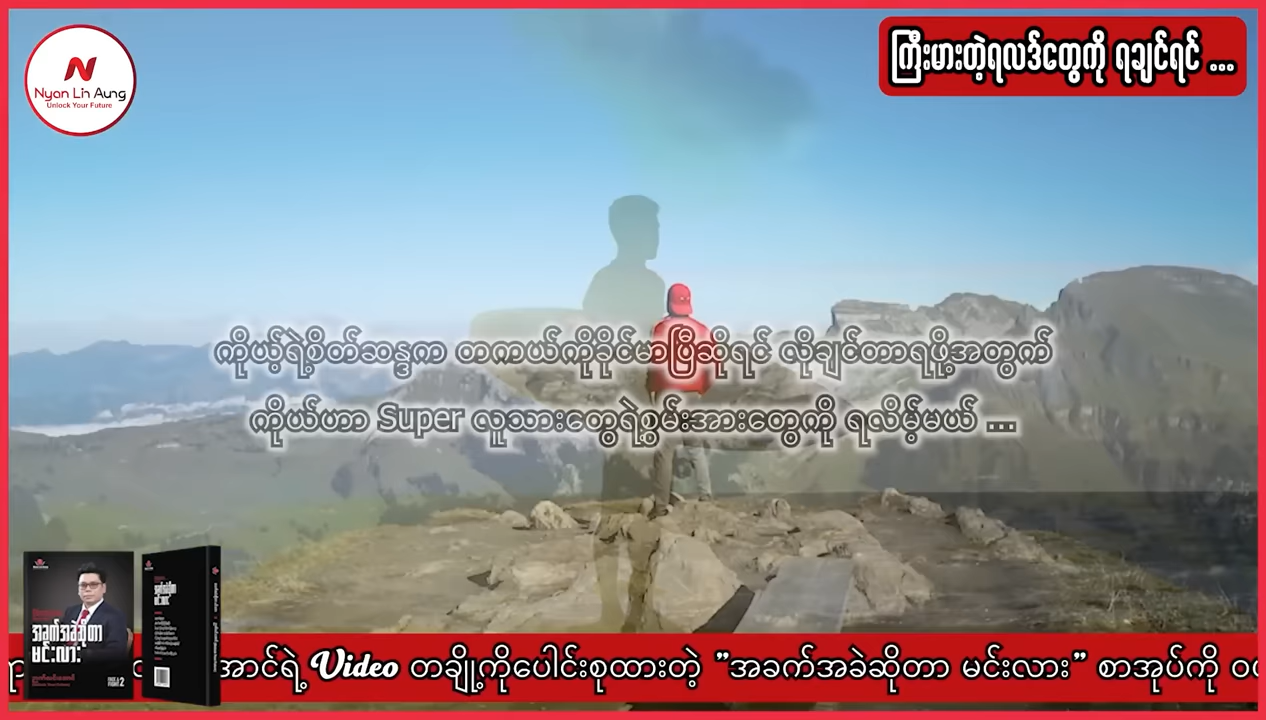 Nyan Lin Aung
Unlock Your Future
ကြီးမားတဲ့ရလဒ်တွေကို ရချင်ရင် ...
ကိုယ့်ရဲ့စိတ်ဆန္ဒက တကယ်ကိုခိုင်မာပြီဆိုရင် လိုချင်တာရဖို့အတွက်
ကိုယ်ဟာ Super လူသားတွေရဲ့စွမ်းအားတွေကို ရလိမ့်မယ် ...
အခက်အခဲဆိုတာ
မင်းလား
အာင်ရဲ့ Video တချို့ကိုပေါင်းစုထားတဲ့ "အခက်အခဲဆိုတာ မင်းလား" စာအုပ်ကို